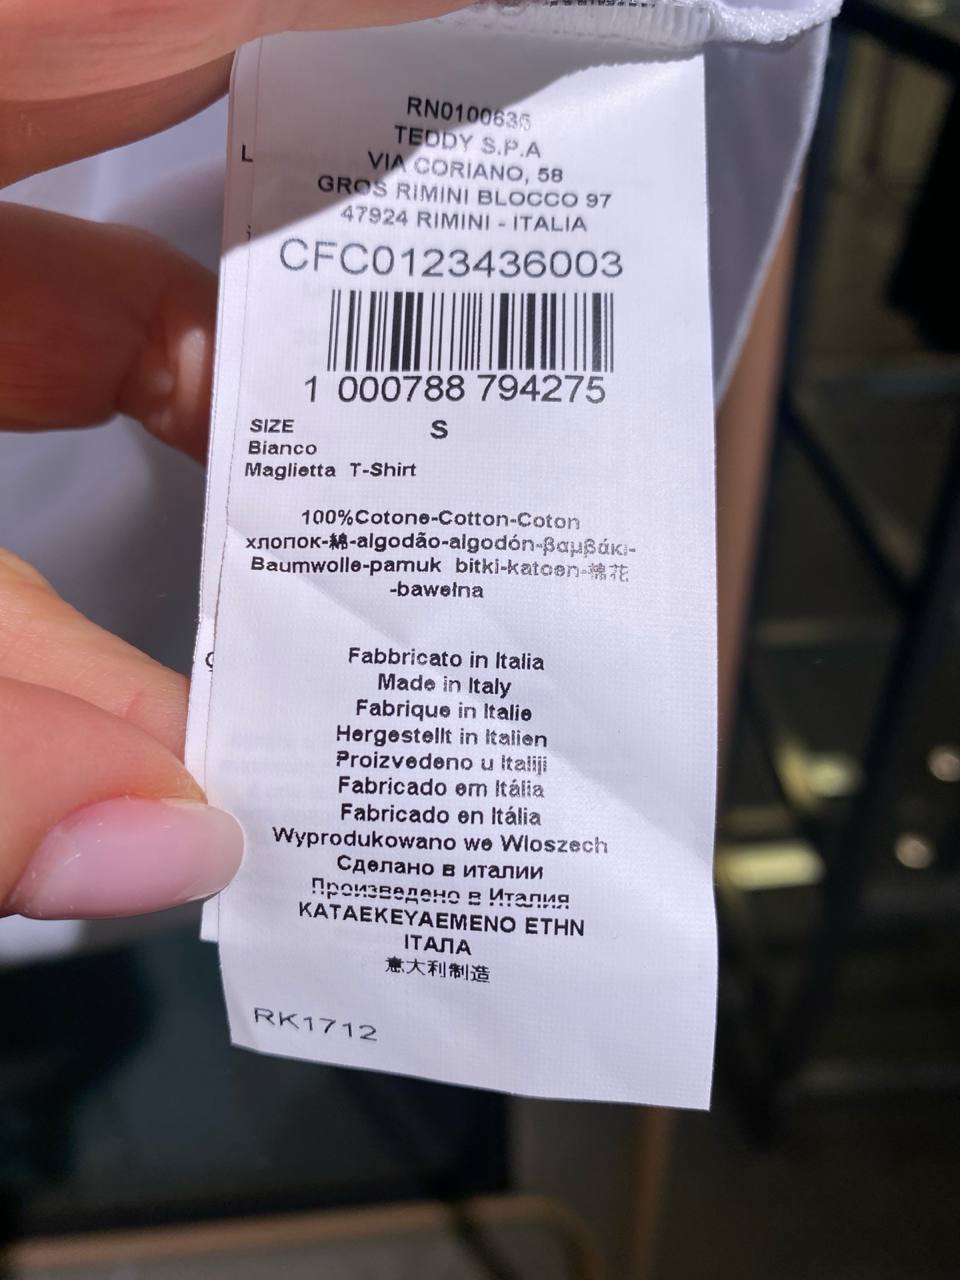 RN0100635
TEDDY S.P.A
VIA CORIANO, 58
GROS RIMINI BLOCCO 97
47924 RIMINI - ITALIA
L
CFC0123436003
1 000788 794275
SIZE S
Bianco
Maglietta T-Shirt
100%Cotone-Cotton-Coton
хлопок-綿-algodão-algodón-βαμβάκι-
Baumwolle-pamuk bitki-katoen-棉花
-bawełna
Fabbricato in Italia
Made in Italy
Fabrique in Italie
Hergestellt in Italien
Proizvedeno u Italiji
Fabricado em Itália
Fabricado en Itália
Wyprodukowano we Wloszech
Сделано в италии
Произведено в Италия
KATAEKEYAEMENO ETHN
ІТАЛА
意大利制造
RK1712